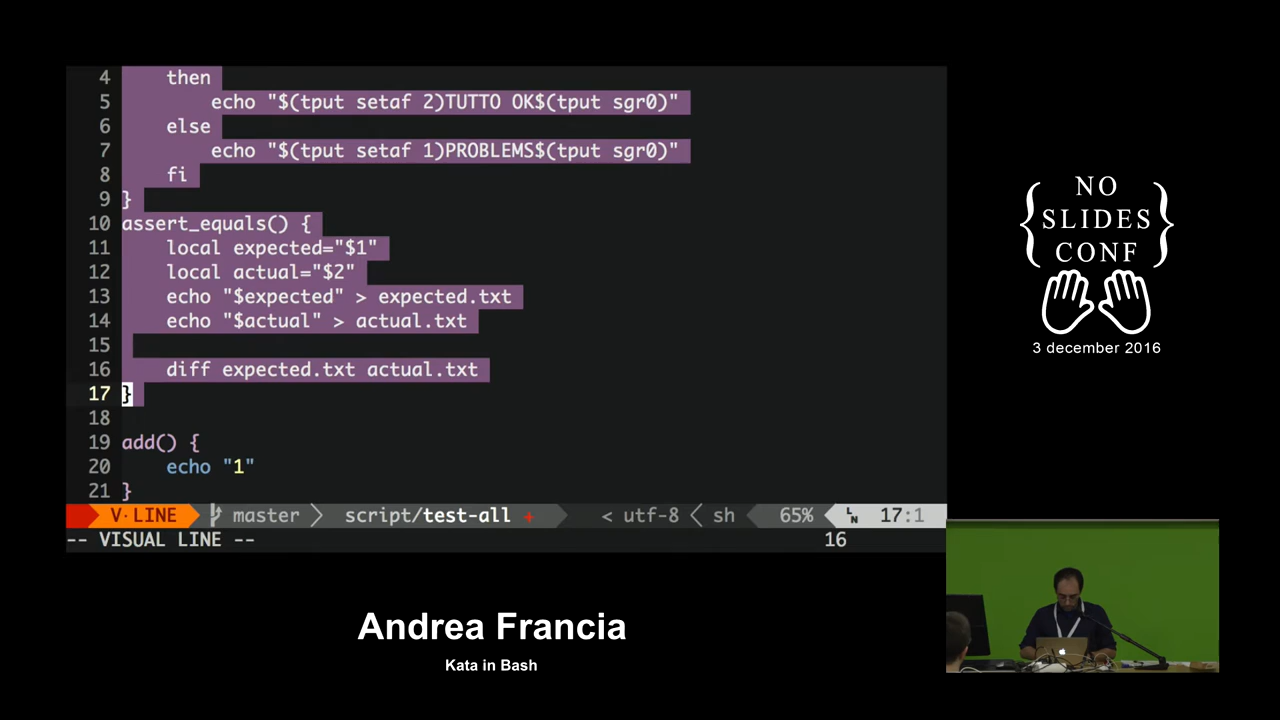 4 then
5 echo "$(tput setaf 2)TUTTO OK$(tput sgr0)"
6 else
7 echo "$(tput setaf 1)PROBLEMS$(tput sgr0)"
8 fi
9 }
10 assert_equals() {
11 local expected="$1"
12 local actual="$2"
13 echo "$expected" > expected.txt
14 echo "$actual" > actual.txt
15
16 diff expected.txt actual.txt
17 }
18
19 add() {
20 echo "1"
21 }
V·LINE master script/test-all + < utf-8 < sh 65% LN 17:1
-- VISUAL LINE -- 16
NO
SLIDES
CONF
3 december 2016
Andrea Francia
Kata in Bash